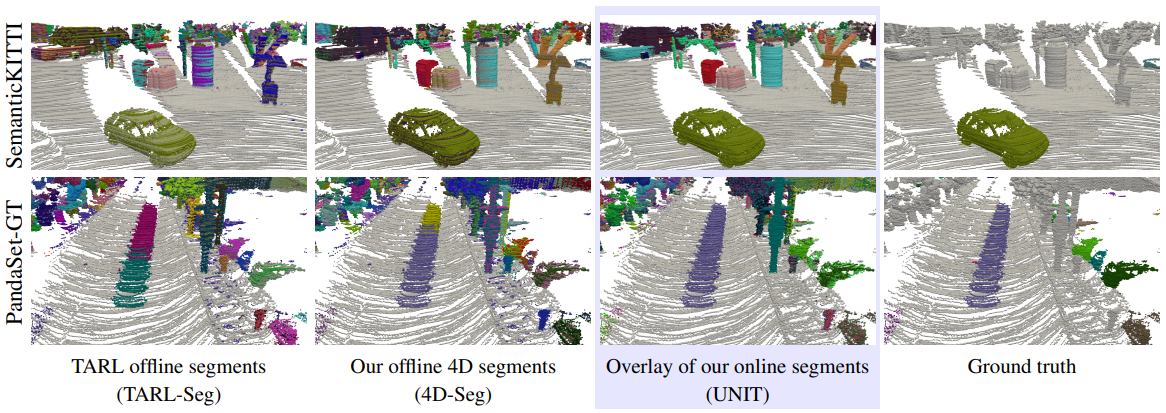 SemanticKITTI
PandaSet-GT
TARL offline segments
(TARL-Seg)
Our offline 4D segments
(4D-Seg)
Overlay of our online segments
(UNIT)
Ground truth